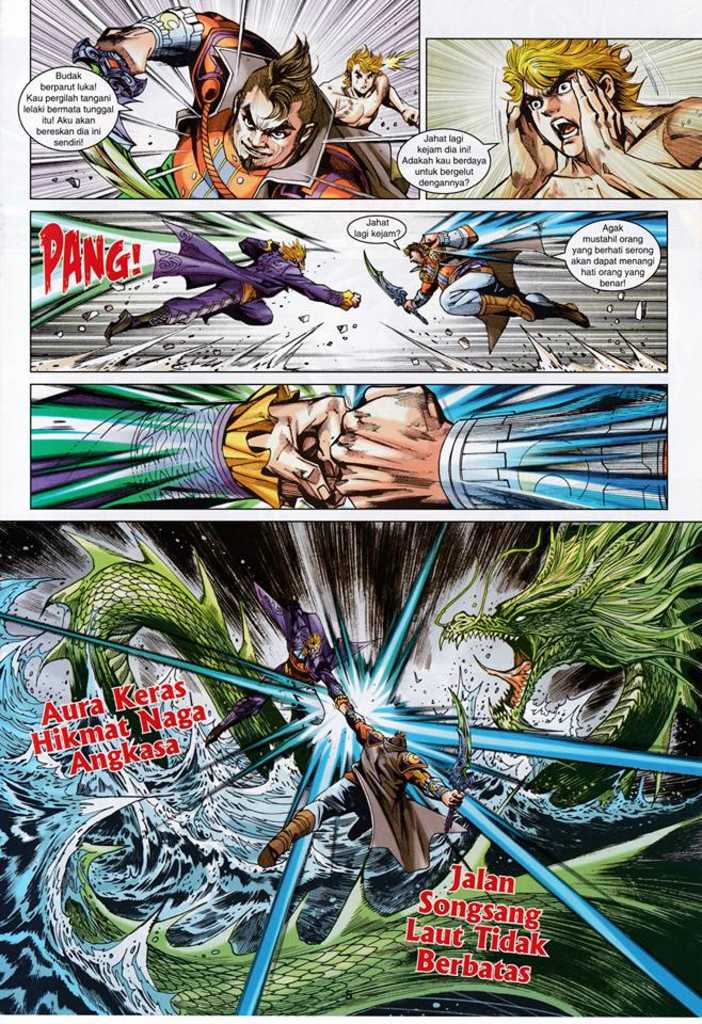 Budak
berparut luka!
Kau pergilah tangani
lelaki bermata tunggal
itu! Aku akan
bereskan dia ini
sendiri!
Jahat lagi
kejam dia ini!
Adakah kau berdaya
untuk bergelut
dengannya?
PANG!
Jahat
lagi kejam?
Agak
mustahil orang
yang berhati serong
akan dapat menangi
hati orang yang
benar!
Aura Keras
Hikmat Naga
Angkasa
Jalan
Songsang
Laut Tidak
Berbatas